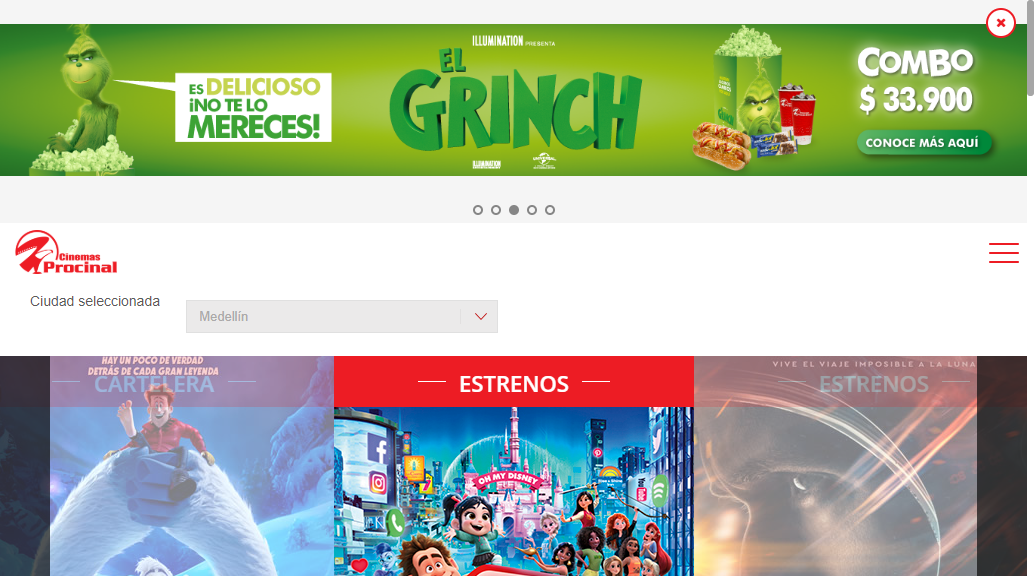 ILLUMINATION PRESENTA
EL
GRINCH
ES DELICIOSO
¡NO TE LO
MERECES!
COMBO
$ 33.900
CONOCE MÁS AQUÍ
ILLUMINATION
UNIVERSAL
Cinemas
Procinal
Ciudad seleccionada
Medellín
HAY UN POCO DE VERDAD
DETRÁS DE CADA GRAN LEYENDA
CARTELERA
ESTRENOS
VIVE EL VIAJE IMPOSIBLE A LA LUNA
ESTRENOS
OH MY DISNEY